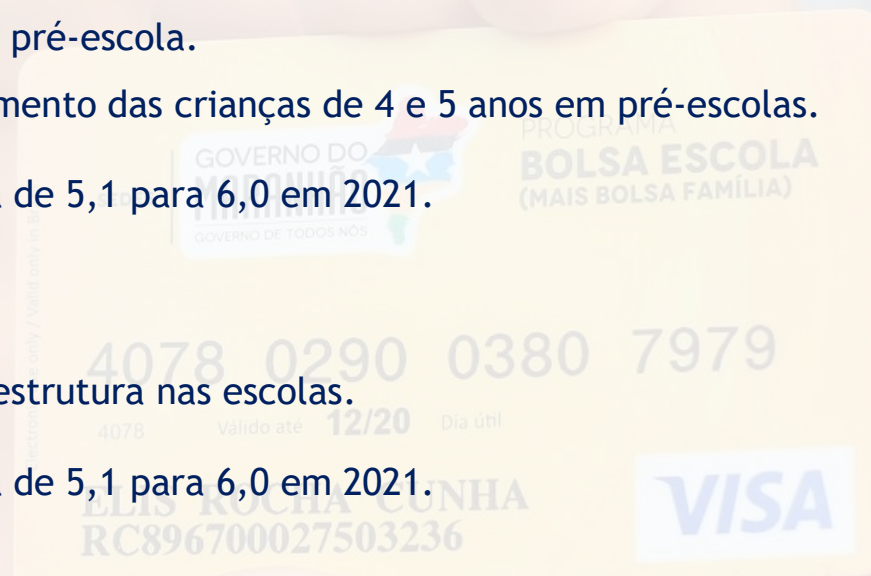 pré-escola.
mento das crianças de 4 e 5 anos em pré-escolas.
PROGRAMA
BOLSA ESCOLA
(MAIS BOLSA FAMÍLIA)
GOVERNO DO
MARANHÃO
GOVERNO DE TODOS NÓS
de 5,1 para 6,0 em 2021.
4078 0290 0380 7979
estrutura nas escolas.
4078 Válido até 12/20 Dia útil
de 5,1 para 6,0 em 2021.
ELIS ROCHA CUNHA
RC896700027503236
VISA